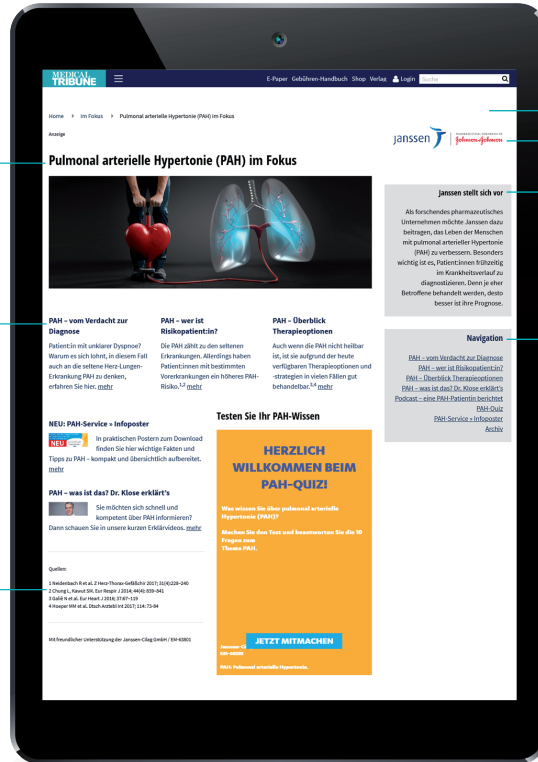 MEDICAL
TRIBUNE
E-Paper Gebühren-Handbuch Shop Verlag Login Suche
Home Im Fokus Pulmonal arterielle Hypertonie (PAH) im Fokus
Anzeige
janssen
Johnson & Johnson
Pulmonal arterielle Hypertonie (PAH) im Fokus
PAH – vom Verdacht zur
Diagnose
Patient:in mit unklarer Dyspnoe?
Warum es sich lohnt, in diesem Fall
auch an die seltene Herz-Lungen-
Erkrankung PAH zu denken,
erfahren Sie hier. mehr
PAH – wer ist
Risikopatient:in?
Die PAH zählt zu den seltenen
Erkrankungen. Allerdings haben
Patient:innen mit bestimmten
Vorerkrankungen ein höheres PAH-
Risiko.1,2 mehr
PAH – Überblick
Therapieoptionen
Auch wenn die PAH nicht heilbar
ist, ist sie aufgrund der heute
verfügbaren Therapieoptionen und
-strategien in vielen Fällen gut
behandelbar.3,4 mehr
NEU: PAH-Service » Infoposter
NEU
In praktischen Postern zum Download
finden Sie hier wichtige Fakten und
Tipps zu PAH – kompakt und übersichtlich aufbereitet.
mehr
PAH – was ist das? Dr. Klose erklärt's
Sie möchten sich schnell und
kompetent über PAH informieren?
Dann schauen Sie in unsere kurzen Erklärvideos. mehr
Quellen:
1 Neidenbach R et al. Z Herz-Thorax-Gefäßchir 2017; 31(4)228–240
2 Chung L, Kawut SM. Eur Respir J 2014; 44(4): 839–841
3 Galiè N et al. Eur Heart J 2016; 37:67–119
4 Hoeper MM et al. Dtsch Arztebl Int 2017; 114: 73-84
Mit freundlicher Unterstützung der Janssen-Cilag GmbH / EM-63801
Testen Sie Ihr PAH-Wissen
HERZLICH
WILLKOMMEN BEIM
PAH-QUIZ!
Was wissen Sie über pulmonal arterielle
Hypertonie (PAH)?
Machen Sie den Test und beantworten Sie die 10
Fragen zum
Thema PAH.
JETZT MITMACHEN
PAH: Pulmonal arterielle Hypertonie.
Janssen stellt sich vor
Als forschendes pharmazeutisches
Unternehmen möchte Janssen dazu
beitragen, das Leben der Menschen
mit pulmonal arterieller Hypertonie
(PAH) zu verbessern. Besonders
wichtig ist es, Patient:innen frühzeitig
im Krankheitsverlauf zu
diagnostizieren. Denn je eher
Betroffene behandelt werden, desto
besser ist ihre Prognose.
Navigation
PAH – vom Verdacht zur Diagnose
PAH – wer ist Risikopatient:in?
PAH – Überblick Therapieoptionen
PAH – was ist das? Dr. Klose erklärt's
Podcast – eine PAH-Patientin berichtet
PAH-Quiz
PAH-Service » Infoposter
Archiv